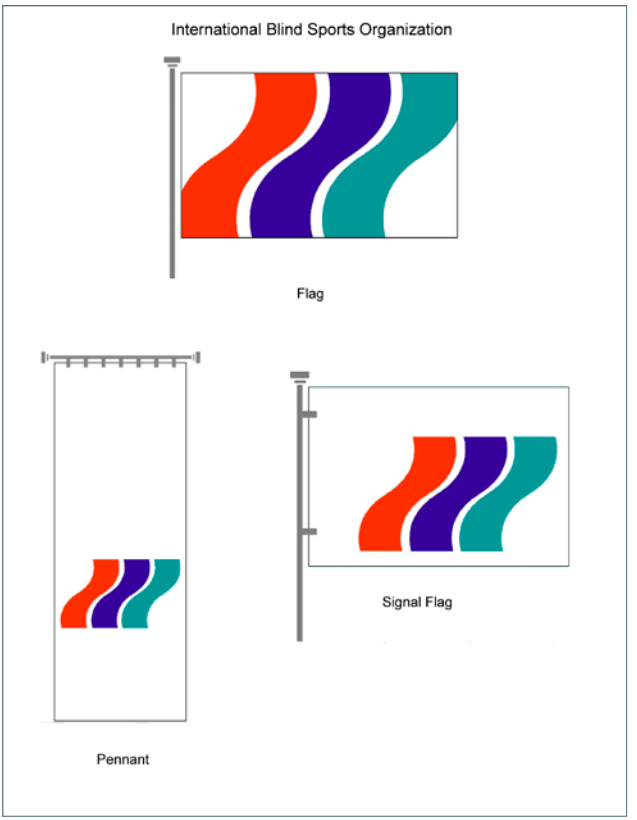 International Blind Sports Organization
Flag
Signal Flag
Pennant